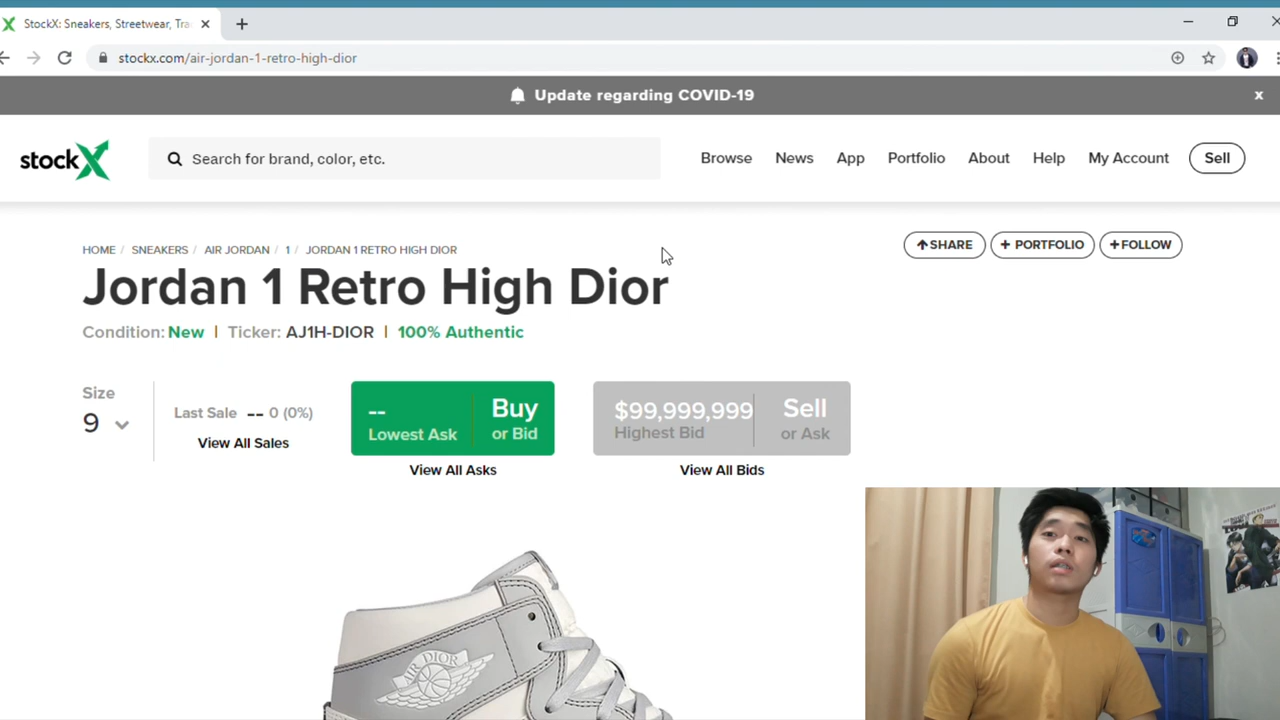 StockX: Sneakers, Streetwear, Tra
stockx.com/air-jordan-1-retro-high-dior
Update regarding COVID-19
x
stockX
Search for brand, color, etc.
Browse News App Portfolio About Help My Account Sell
HOME / SNEAKERS / AIR JORDAN / 1 / JORDAN 1 RETRO HIGH DIOR
SHARE + PORTFOLIO + FOLLOW
Jordan 1 Retro High Dior
Condition: New | Ticker: AJ1H-DIOR | 100% Authentic
Size
9
Last Sale -- 0 (0%)
View All Sales
-- Buy
Lowest Ask or Bid
View All Asks
$99,999,999 Sell
Highest Bid or Ask
View All Bids
AIR DIOR